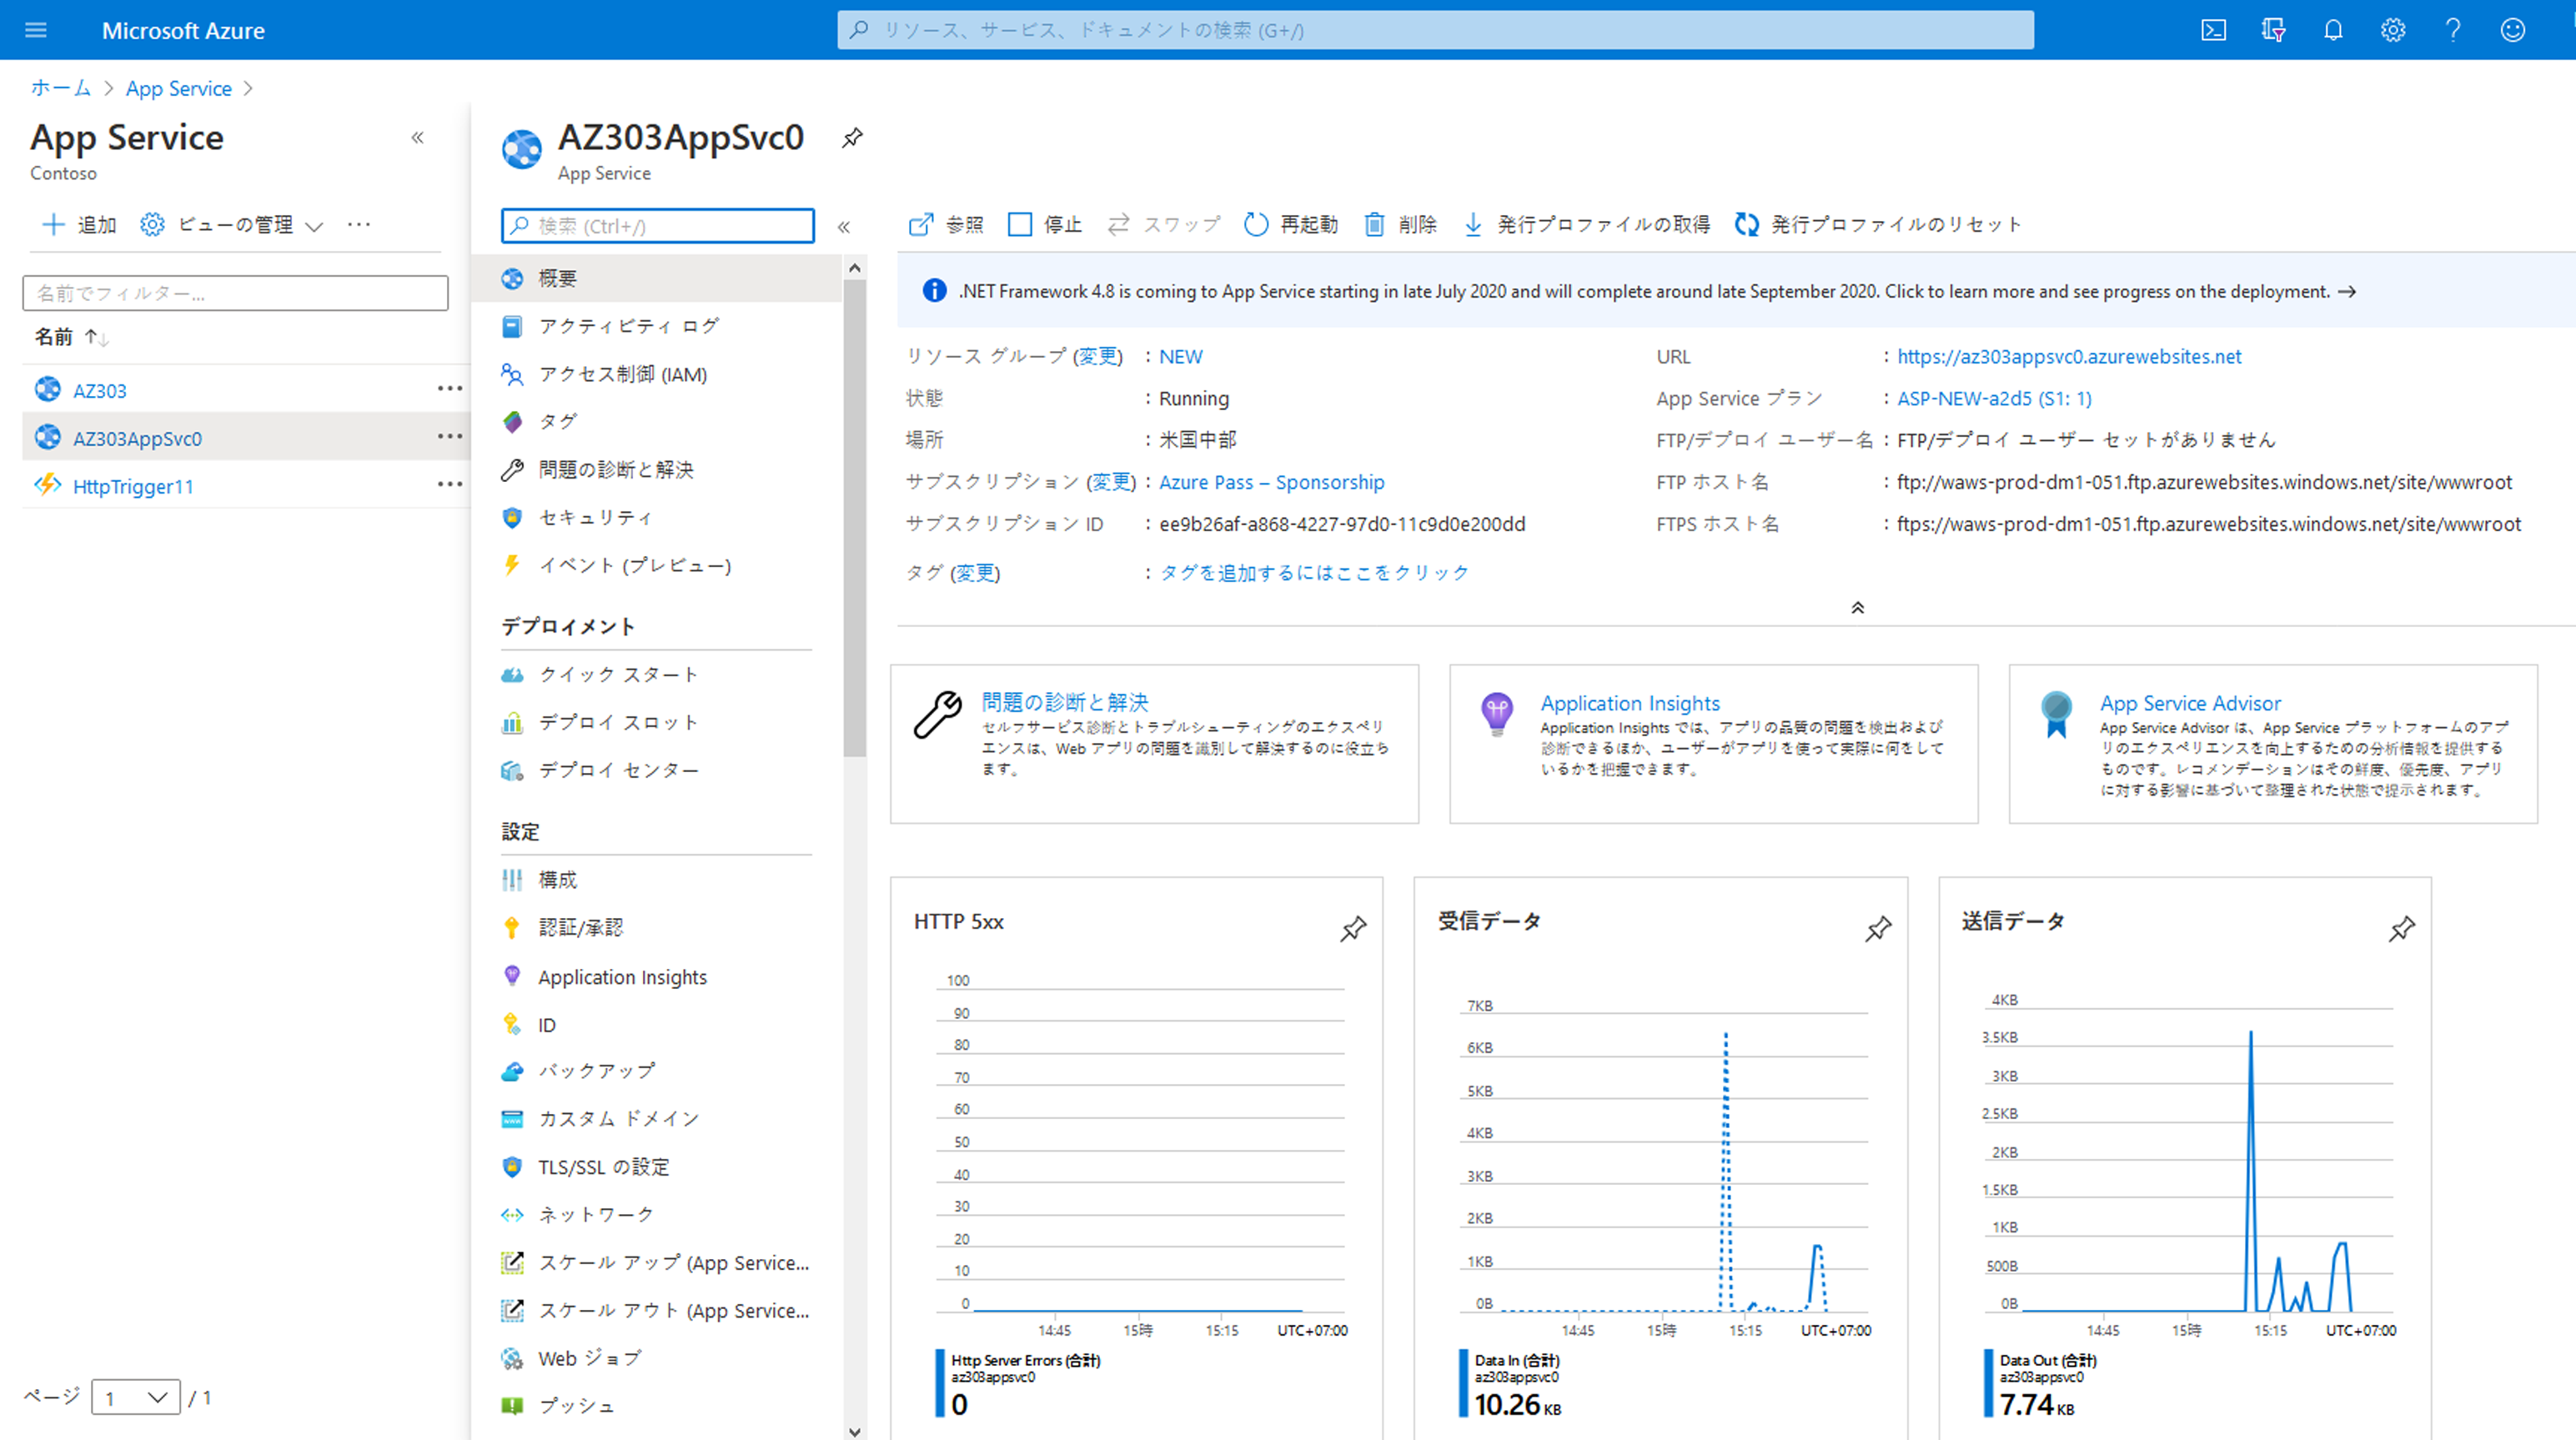 Microsoft Azure
リソース、サービス、ドキュメントの検索 (G+/)
ホーム > App Service >
App Service
Contoso
追加
ビューの管理
名前でフィルター...
名前
AZ303
AZ303AppSvc0
HttpTrigger11
ページ 1 / 1
AZ303AppSvc0
App Service
検索 (Ctrl+/)
概要
アクティビティ ログ
アクセス制御 (IAM)
タグ
問題の診断と解決
セキュリティ
イベント (プレビュー)
デプロイメント
クイック スタート
デプロイ スロット
デプロイ センター
設定
構成
認証/承認
Application Insights
ID
バックアップ
カスタム ドメイン
TLS/SSL の設定
ネットワーク
スケール アップ (App Service...
スケール アウト (App Service...
Web ジョブ
プッシュ
参照 停止 スワップ 再起動 削除 発行プロファイルの取得 発行プロファイルのリセット
.NET Framework 4.8 is coming to App Service starting in late July 2020 and will complete around late September 2020. Click to learn more and see progress on the deployment. →
リソース グループ (変更) : NEW
状態 : Running
場所 : 米国中部
サブスクリプション (変更) : Azure Pass – Sponsorship
サブスクリプション ID : ee9b26af-a868-4227-97d0-11c9d0e200dd
タグ (変更) : タグを追加するにはここをクリック
URL : https://az303appsvc0.azurewebsites.net
App Service プラン : ASP-NEW-a2d5 (S1: 1)
FTP/デプロイ ユーザー名 : FTP/デプロイ ユーザー セットがありません
FTP ホスト名 : ftp://waws-prod-dm1-051.ftp.azurewebsites.windows.net/site/wwwroot
FTPS ホスト名 : ftps://waws-prod-dm1-051.ftp.azurewebsites.windows.net/site/wwwroot
問題の診断と解決
セルフサービス診断とトラブルシューティングのエクスペリ
エンスは、Web アプリの問題を識別して解決するのに役立ち
ます。
Application Insights
Application Insights では、アプリの品質の問題を検出および
診断できるほか、ユーザーがアプリを使って実際に何をして
いるかを把握できます。
App Service Advisor
App Service Advisor は、App Service プラットフォームのアプ
リのエクスペリエンスを向上するための分析情報を提供する
ものです。レコメンデーションはその鮮度、優先度、アプリ
に対する影響に基づいて整理された状態で提示されます。
HTTP 5xx
100
90
80
70
60
50
40
30
20
10
0
14:45 15時 15:15 UTC+07:00
Http Server Errors (合計)
az303appsvc0
0
受信データ
7KB
6KB
5KB
4KB
3KB
2KB
1KB
0B
14:45 15時 15:15 UTC+07:00
Data In (合計)
az303appsvc0
10.26 KB
送信データ
4KB
3.5KB
3KB
2.5KB
2KB
1.5KB
1KB
500B
0B
14:45 15時 15:15 UTC+07:00
Data Out (合計)
az303appsvc0
7.74 KB